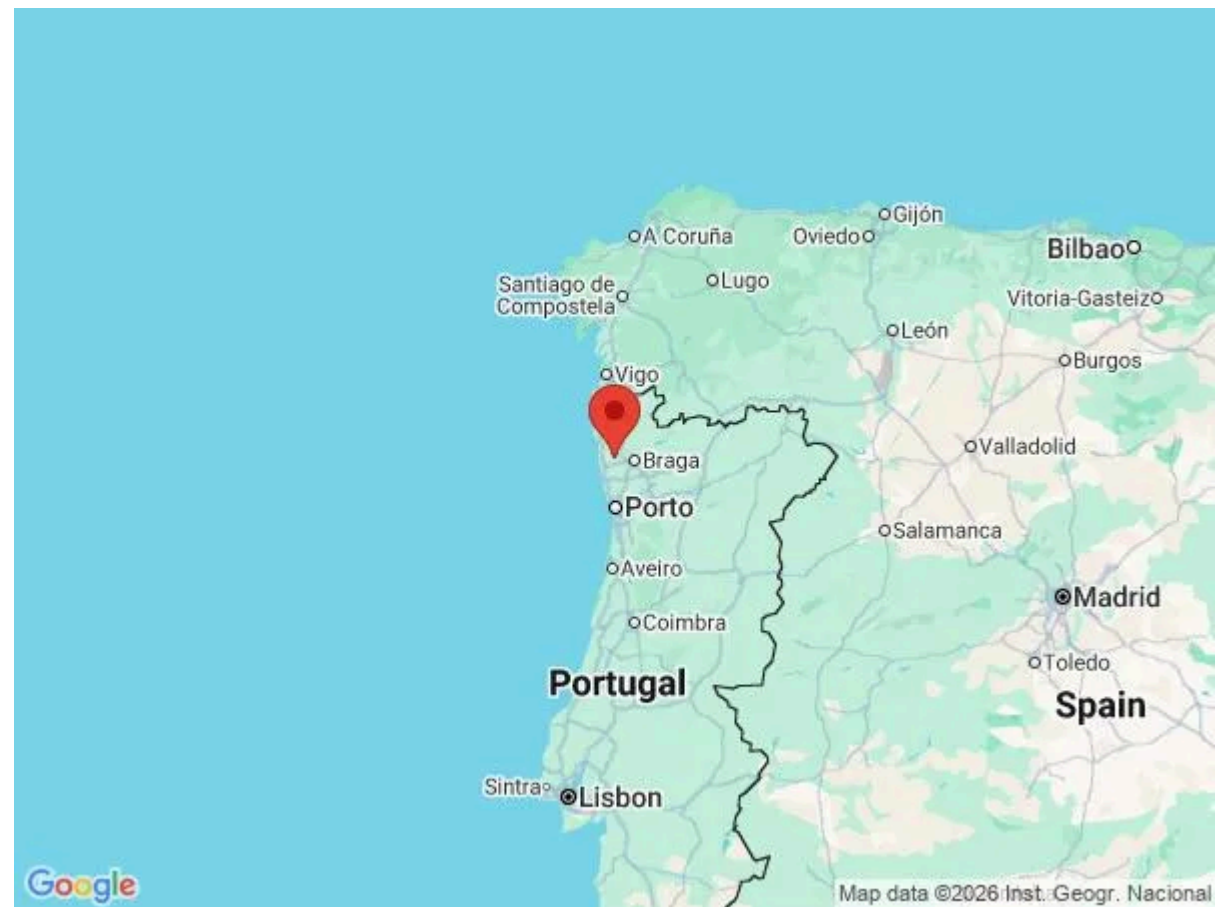 Gijón
A Coruña
Oviedo
Bilbao
Lugo
Santiago de
Compostela
Vitoria-Gasteiz
León
Burgos
Vigo
Valladolid
Braga
Porto
Salamanca
Aveiro
Madrid
Coimbra
Toledo
Portugal
Spain
Sintra
Lisbon
Google
Map data ©2026 Inst. Geogr. Nacional